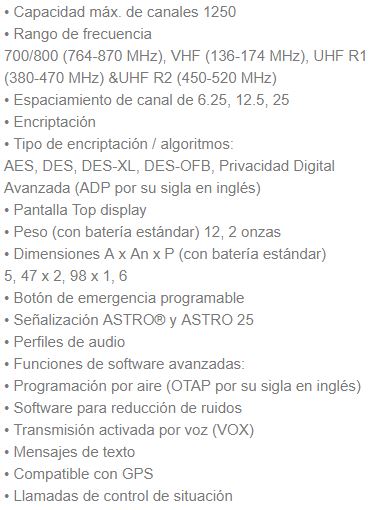 • Capacidad máx. de canales 1250
• Rango de frecuencia
700/800 (764-870 MHz), VHF (136-174 MHz), UHF R1
(380-470 MHz) &UHF R2 (450-520 MHz)
• Espaciamiento de canal de 6.25, 12.5, 25
• Encriptación
• Tipo de encriptación / algoritmos:
AES, DES, DES-XL, DES-OFB, Privacidad Digital
Avanzada (ADP por su sigla en inglés)
• Pantalla Top display
• Peso (con batería estándar) 12, 2 onzas
• Dimensiones A x An x P (con batería estándar)
5, 47 x 2, 98 x 1, 6
• Botón de emergencia programable
• Señalización ASTRO® y ASTRO 25
• Perfiles de audio
• Funciones de software avanzadas:
• Programación por aire (OTAP por su sigla en inglés)
• Software para reducción de ruidos
• Transmisión activada por voz (VOX)
• Mensajes de texto
• Compatible con GPS
• Llamadas de control de situación